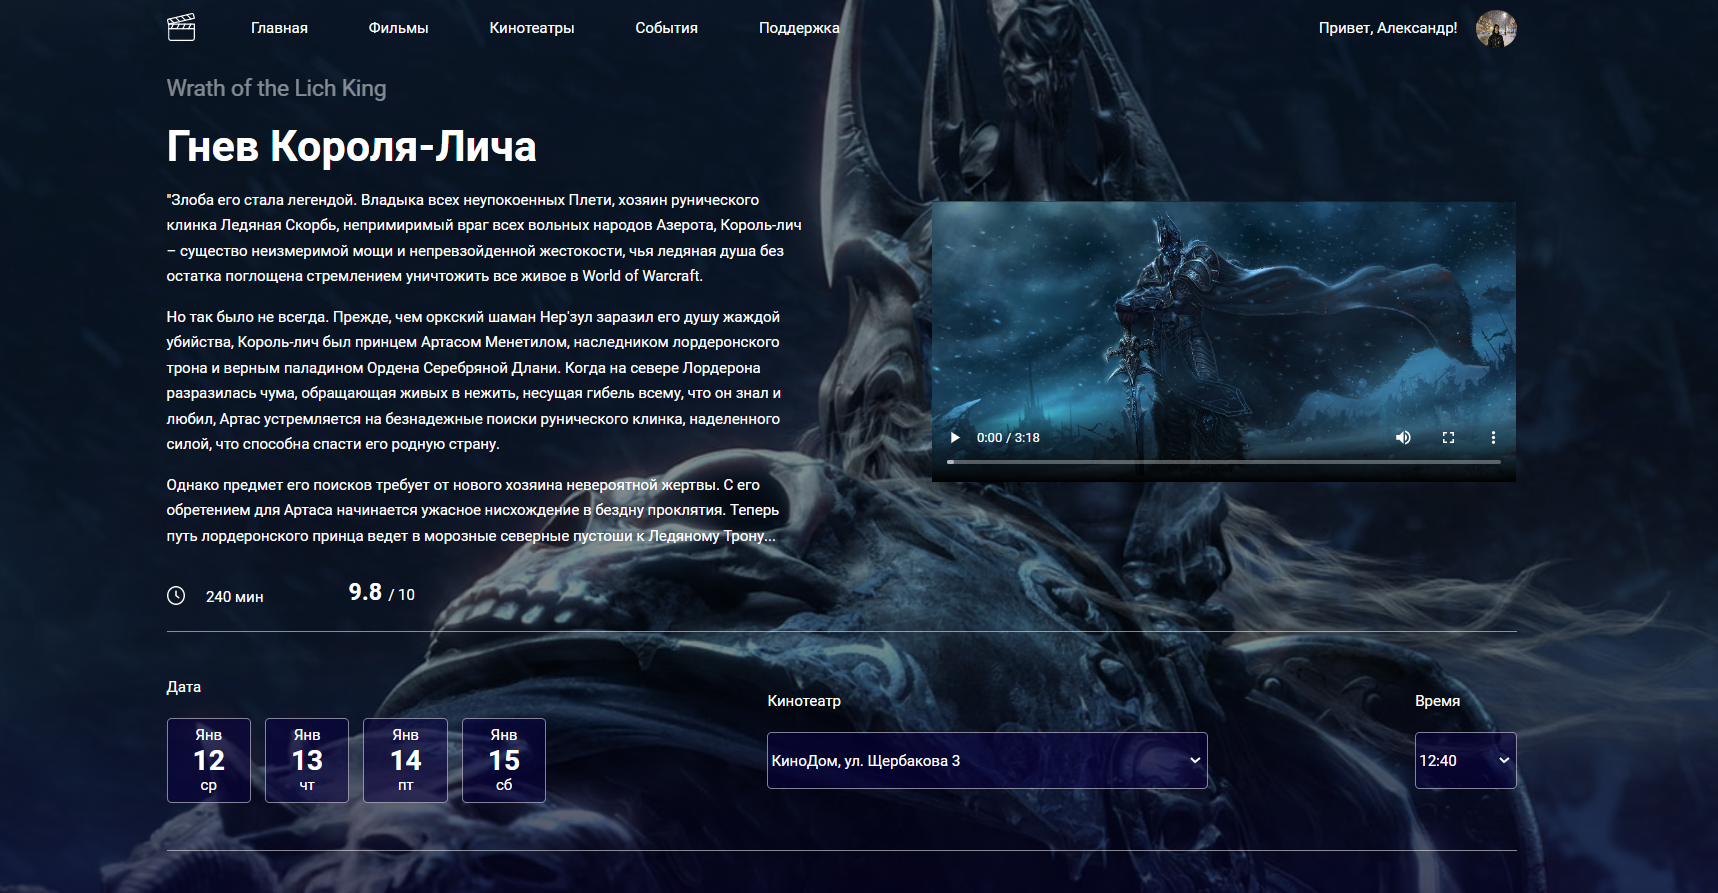 Главная Фильмы Кинотеатры События Поддержка Привет, Александр!
Wrath of the Lich King
Гнев Короля-Лича
"Злоба его стала легендой. Владыка всех неупокоенных Плети, хозяин рунического
клинка Ледяная Скорбь, непримиримый враг всех вольных народов Азерота, Король-лич
– существо неизмеримой мощи и непревзойденной жестокости, чья ледяная душа без
остатка поглощена стремлением уничтожить все живое в World of Warcraft.
Но так было не всегда. Прежде, чем оркский шаман Нер'зул заразил его душу жаждой
убийства, Король-лич был принцем Артасом Менетилом, наследником лордеронского
трона и верным паладином Ордена Серебряной Длани. Когда на севере Лордерона
разразилась чума, обращающая живых в нежить, несущая гибель всему, что он знал и
любил, Артас устремляется на безнадежные поиски рунического клинка, наделенного
силой, что способна спасти его родную страну.
Однако предмет его поисков требует от нового хозяина невероятной жертвы. С его
обретением для Артаса начинается ужасное нисхождение в бездну проклятия. Теперь
путь лордеронского принца ведет в морозные северные пустоши к Ледяному Трону...
0:00 / 3:18
240 мин 9.8 / 10
Дата
Янв
12
ср
Янв
13
чт
Янв
14
пт
Янв
15
сб
Кинотеатр
КиноДом, ул. Щербакова 3
Время
12:40